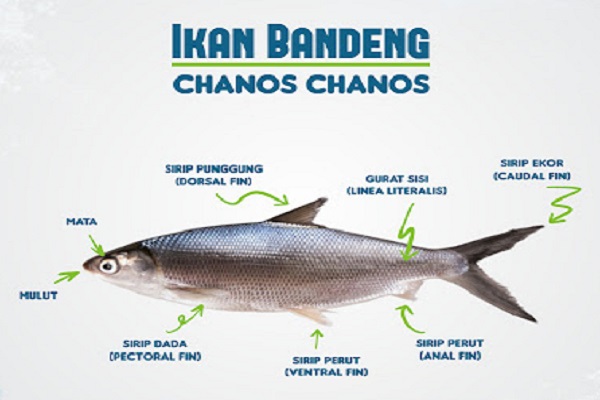 IKAN BANDENG
CHANOS CHANOS
SIRIP PUNGGUNG
(DORSAL FIN)
GURAT SISI
(LINEA LITERALIS)
SIRIP EKOR
(CAUDAL FIN)
MATA
MULUT
SIRIP DADA
(PECTORAL FIN)
SIRIP PERUT
(VENTRAL FIN)
SIRIP PERUT
(ANAL FIN)